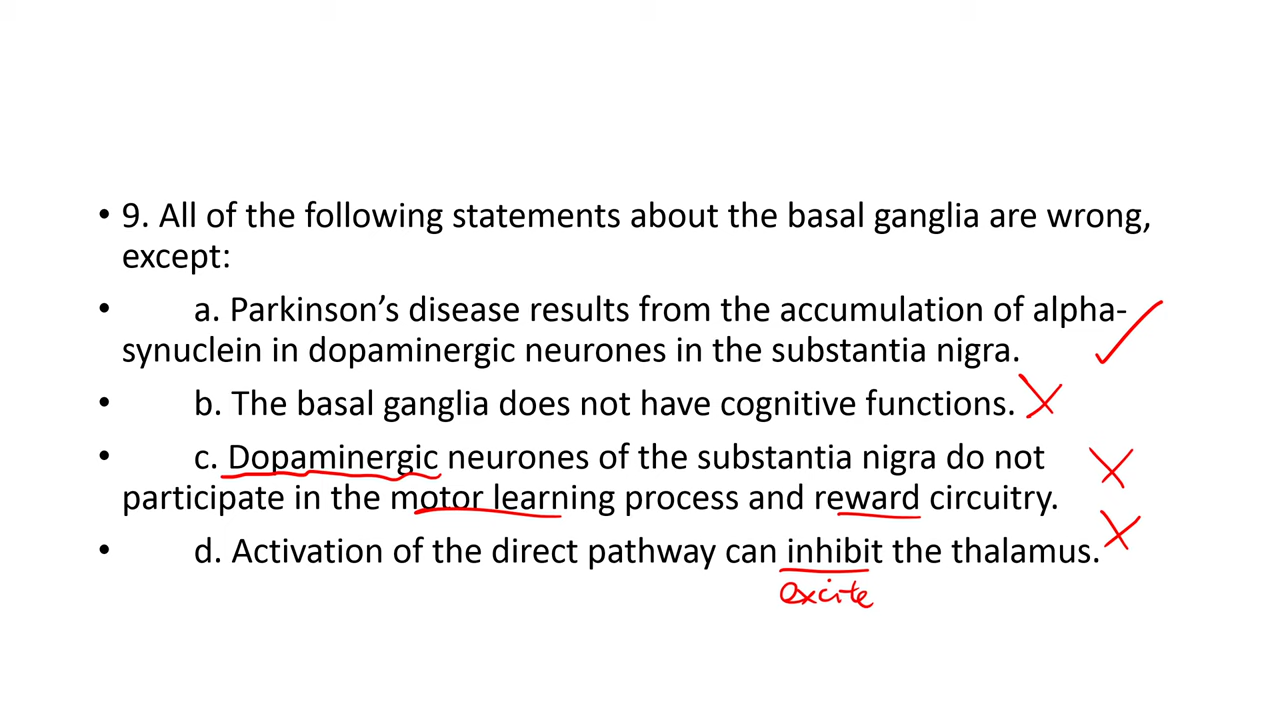 • 9. All of the following statements about the basal ganglia are wrong,
except:
• a. Parkinson’s disease results from the accumulation of alpha-
synuclein in dopaminergic neurones in the substantia nigra.
• b. The basal ganglia does not have cognitive functions.
• c. Dopaminergic neurones of the substantia nigra do not
participate in the motor learning process and reward circuitry.
• d. Activation of the direct pathway can inhibit the thalamus.
excite